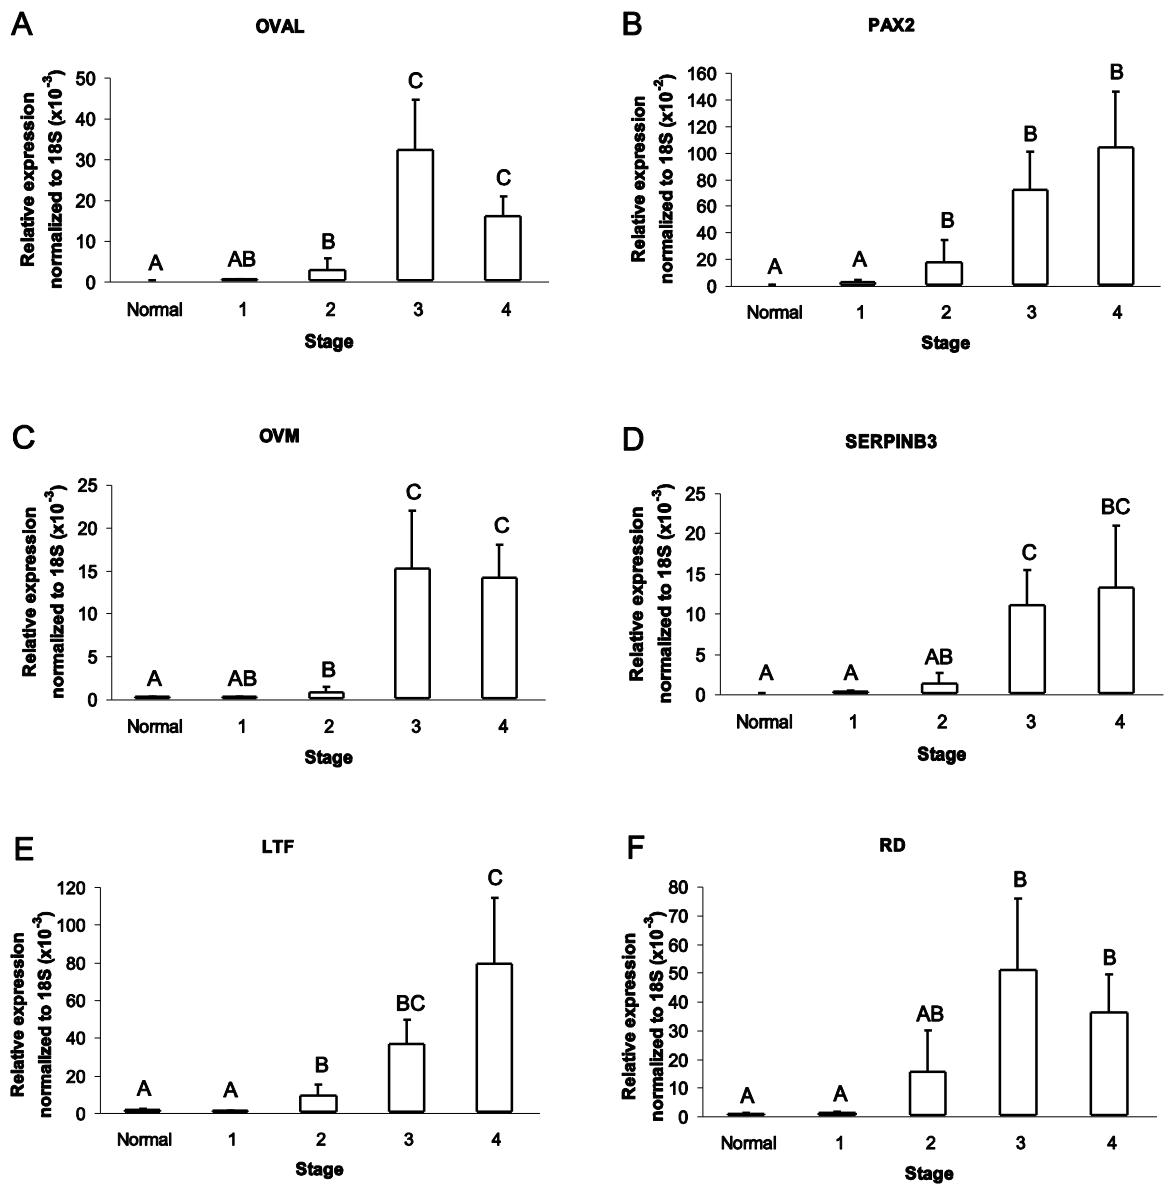 A
OVAL
Relative expression
normalized to 18S (x10-3)
50
40
30
20
10
0
A
AB
B
C
C
Normal 1 2 3 4
Stage
B
PAX2
Relative expression
normalized to 18S (x10-2)
160
140
120
100
80
60
40
20
0
A
A
B
B
B
Normal 1 2 3 4
Stage
C
OVM
Relative expression
normalized to 18S (x10-3)
25
20
15
10
5
0
A
AB
B
C
C
Normal 1 2 3 4
Stage
D
SERPINB3
Relative expression
normalized to 18S (x10-3)
25
20
15
10
5
0
A
A
AB
C
BC
Normal 1 2 3 4
Stage
E
LTF
Relative expression
normalized to 18S (x10-3)
120
100
80
60
40
20
0
A
A
B
BC
C
Normal 1 2 3 4
Stage
F
RD
Relative expression
normalized to 18S (x10-3)
80
70
60
50
40
30
20
10
0
A
A
AB
B
B
Normal 1 2 3 4
Stage